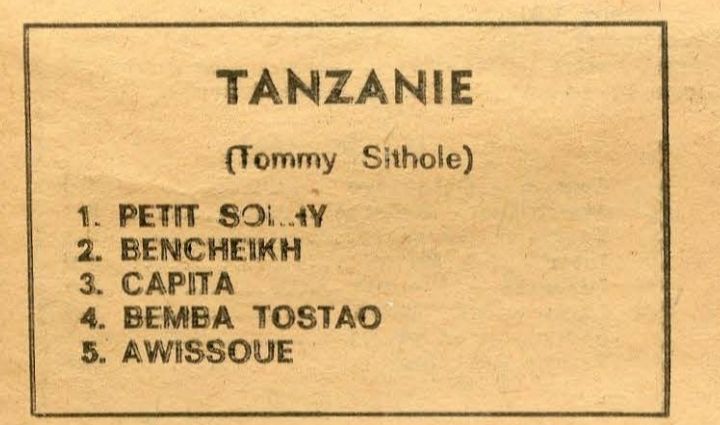 TANZANIE
(Tommy Sithole)
1. PETIT
2. BENCHEIKH
3. CAPITA
4. BEMBA TOSTAO
5. AWISSOUE